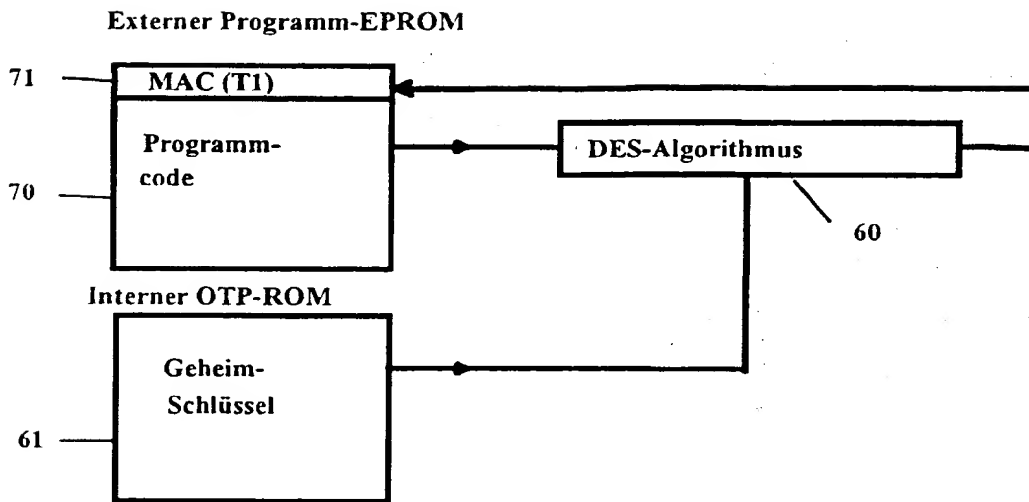 Externer Programm-EPROM
71
MAC (T1)
Programm-
code
DES-Algorithmus
70
60
Interner OTP-ROM
Geheim-
Schlüssel
61